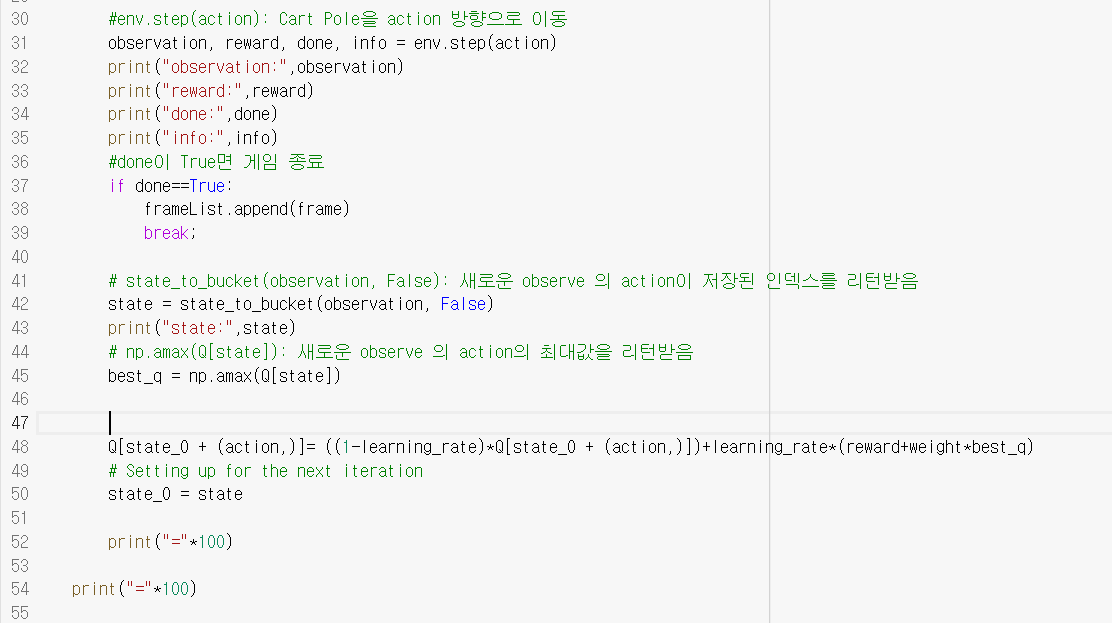 30 #env.step(action): Cart Pole을 action 방향으로 이동
31 observation, reward, done, info = env.step(action)
32 print("observation:",observation)
33 print("reward:",reward)
34 print("done:",done)
35 print("info:",info)
36 #done이 True면 게임 종료
37 if done==True:
38 frameList.append(frame)
39 break;
40
41 # state_to_bucket(observation, False): 새로운 observe 의 action이 저장된 인덱스를 리턴받음
42 state = state_to_bucket(observation, False)
43 print("state:",state)
44 # np.amax(Q[state]): 새로운 observe 의 action의 최대값을 리턴받음
45 best_q = np.amax(Q[state])
46
47
48 Q[state_0 + (action,)]= ((1-learning_rate)*Q[state_0 + (action,)])+learning_rate*(reward+weight*best_q)
49 # Setting up for the next iteration
50 state_0 = state
51
52 print("="*100)
53
54 print("="*100)
55